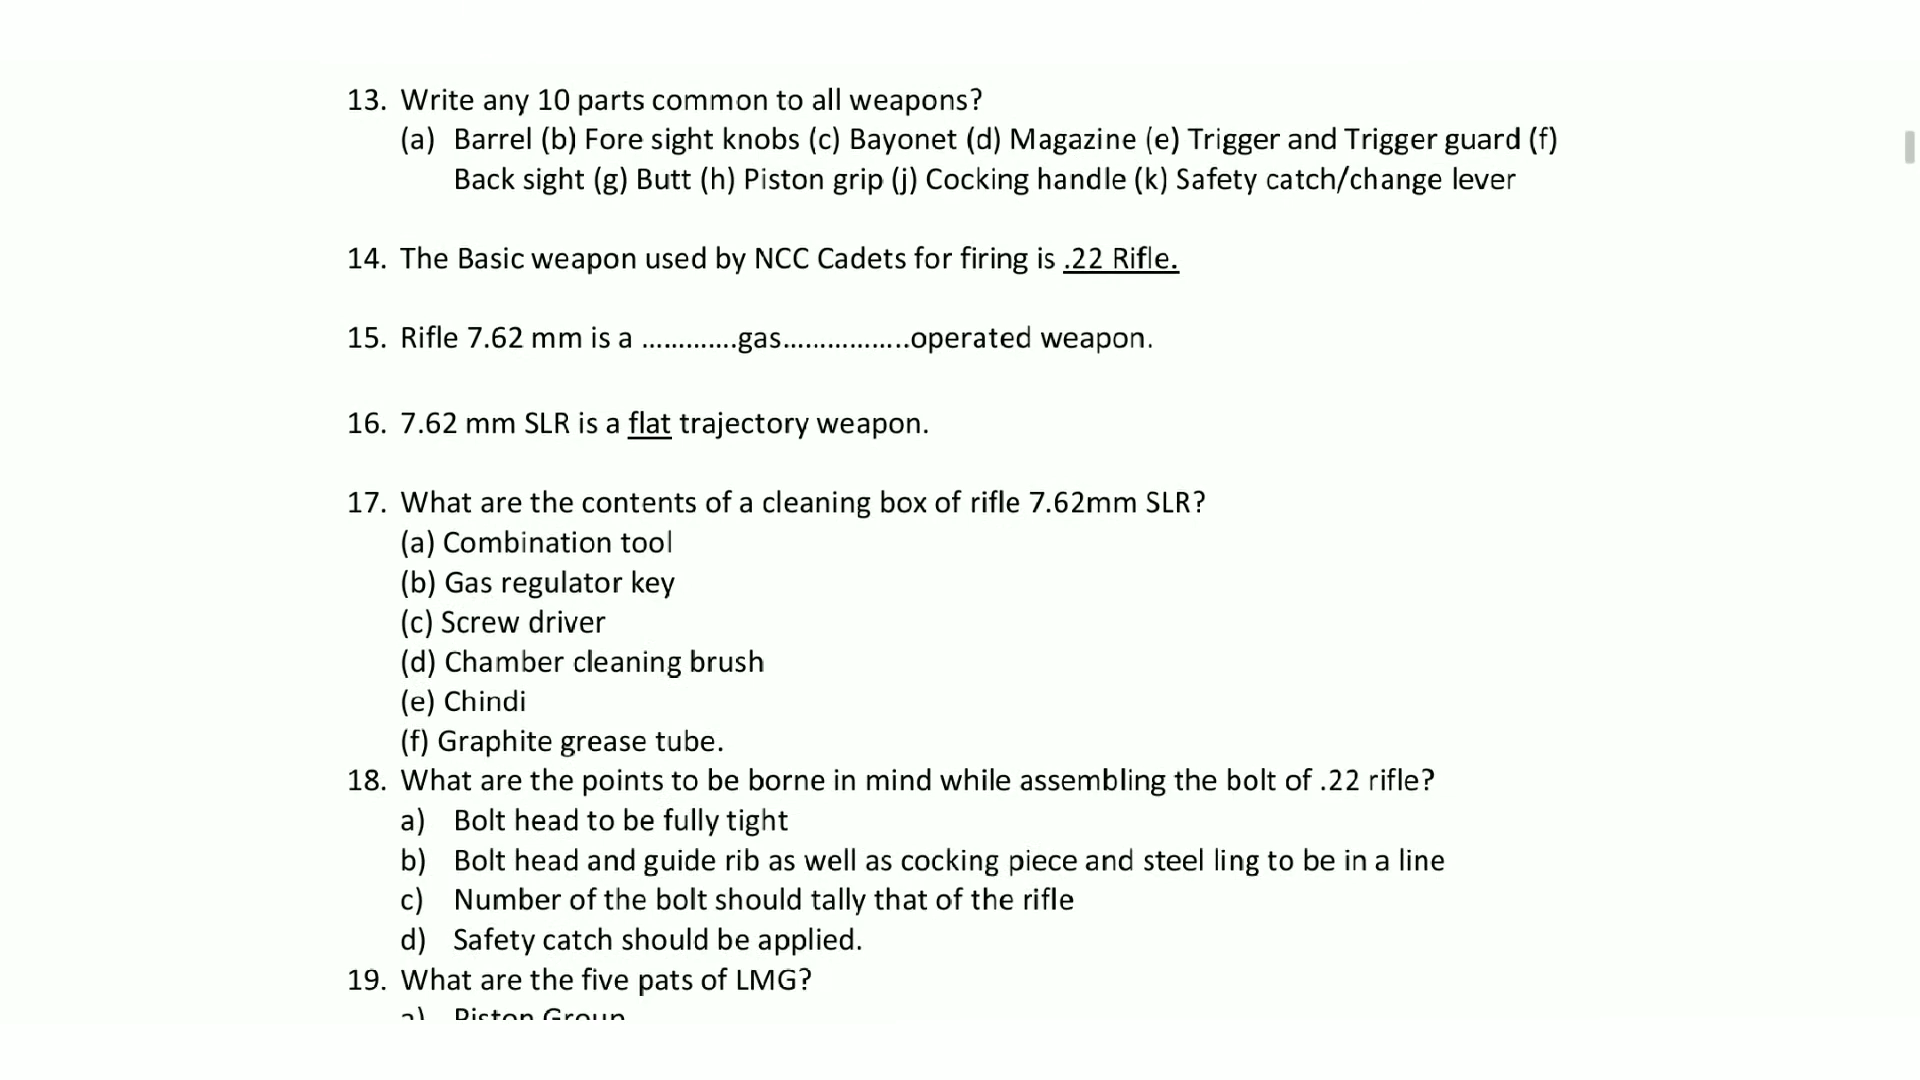 13. Write any 10 parts common to all weapons?
(a) Barrel (b) Fore sight knobs (c) Bayonet (d) Magazine (e) Trigger and Trigger guard (f)
Back sight (g) Butt (h) Piston grip (j) Cocking handle (k) Safety catch/change lever
14. The Basic weapon used by NCC Cadets for firing is .22 Rifle.
15. Rifle 7.62 mm is a .............gas.................operated weapon.
16. 7.62 mm SLR is a flat trajectory weapon.
17. What are the contents of a cleaning box of rifle 7.62mm SLR?
(a) Combination tool
(b) Gas regulator key
(c) Screw driver
(d) Chamber cleaning brush
(e) Chindi
(f) Graphite grease tube.
18. What are the points to be borne in mind while assembling the bolt of .22 rifle?
a) Bolt head to be fully tight
b) Bolt head and guide rib as well as cocking piece and steel ling to be in a line
c) Number of the bolt should tally that of the rifle
d) Safety catch should be applied.
19. What are the five pats of LMG?
a) Piston Group